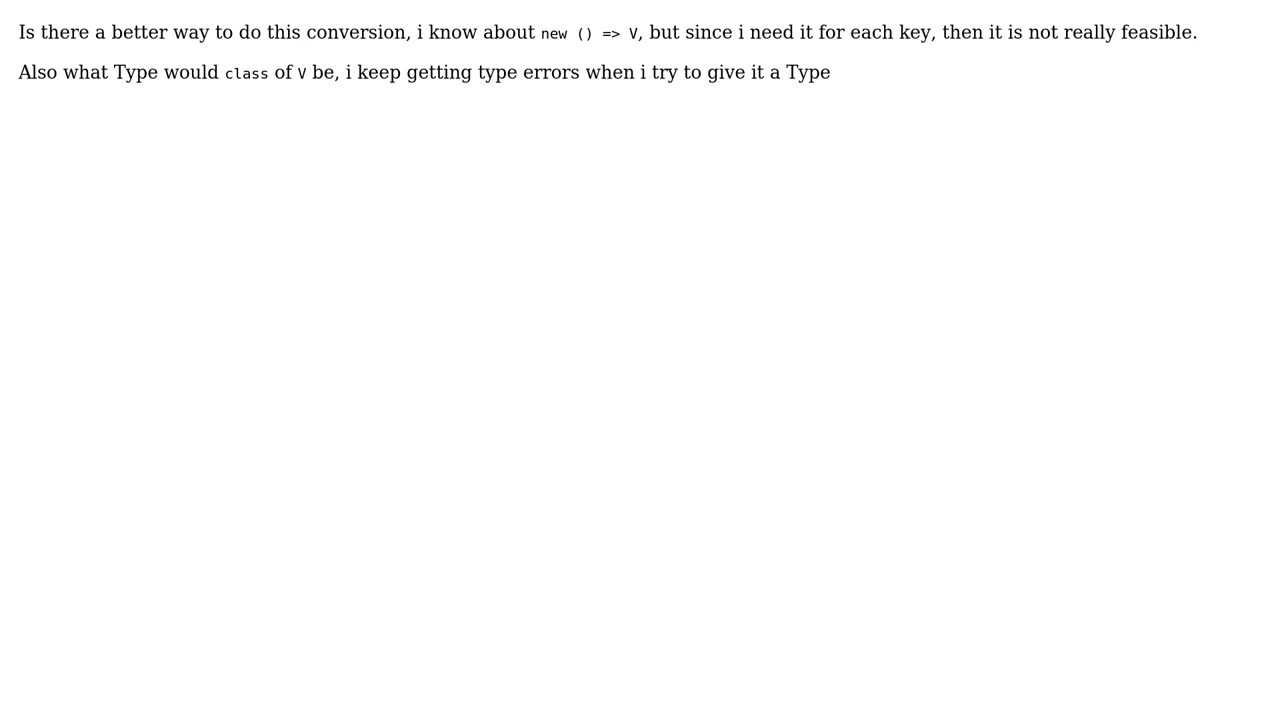 Is there a better way to do this conversion, i know about new () => V, but since i need it for each key, then it is not really feasible.
Also what Type would class of V be, i keep getting type errors when i try to give it a Type